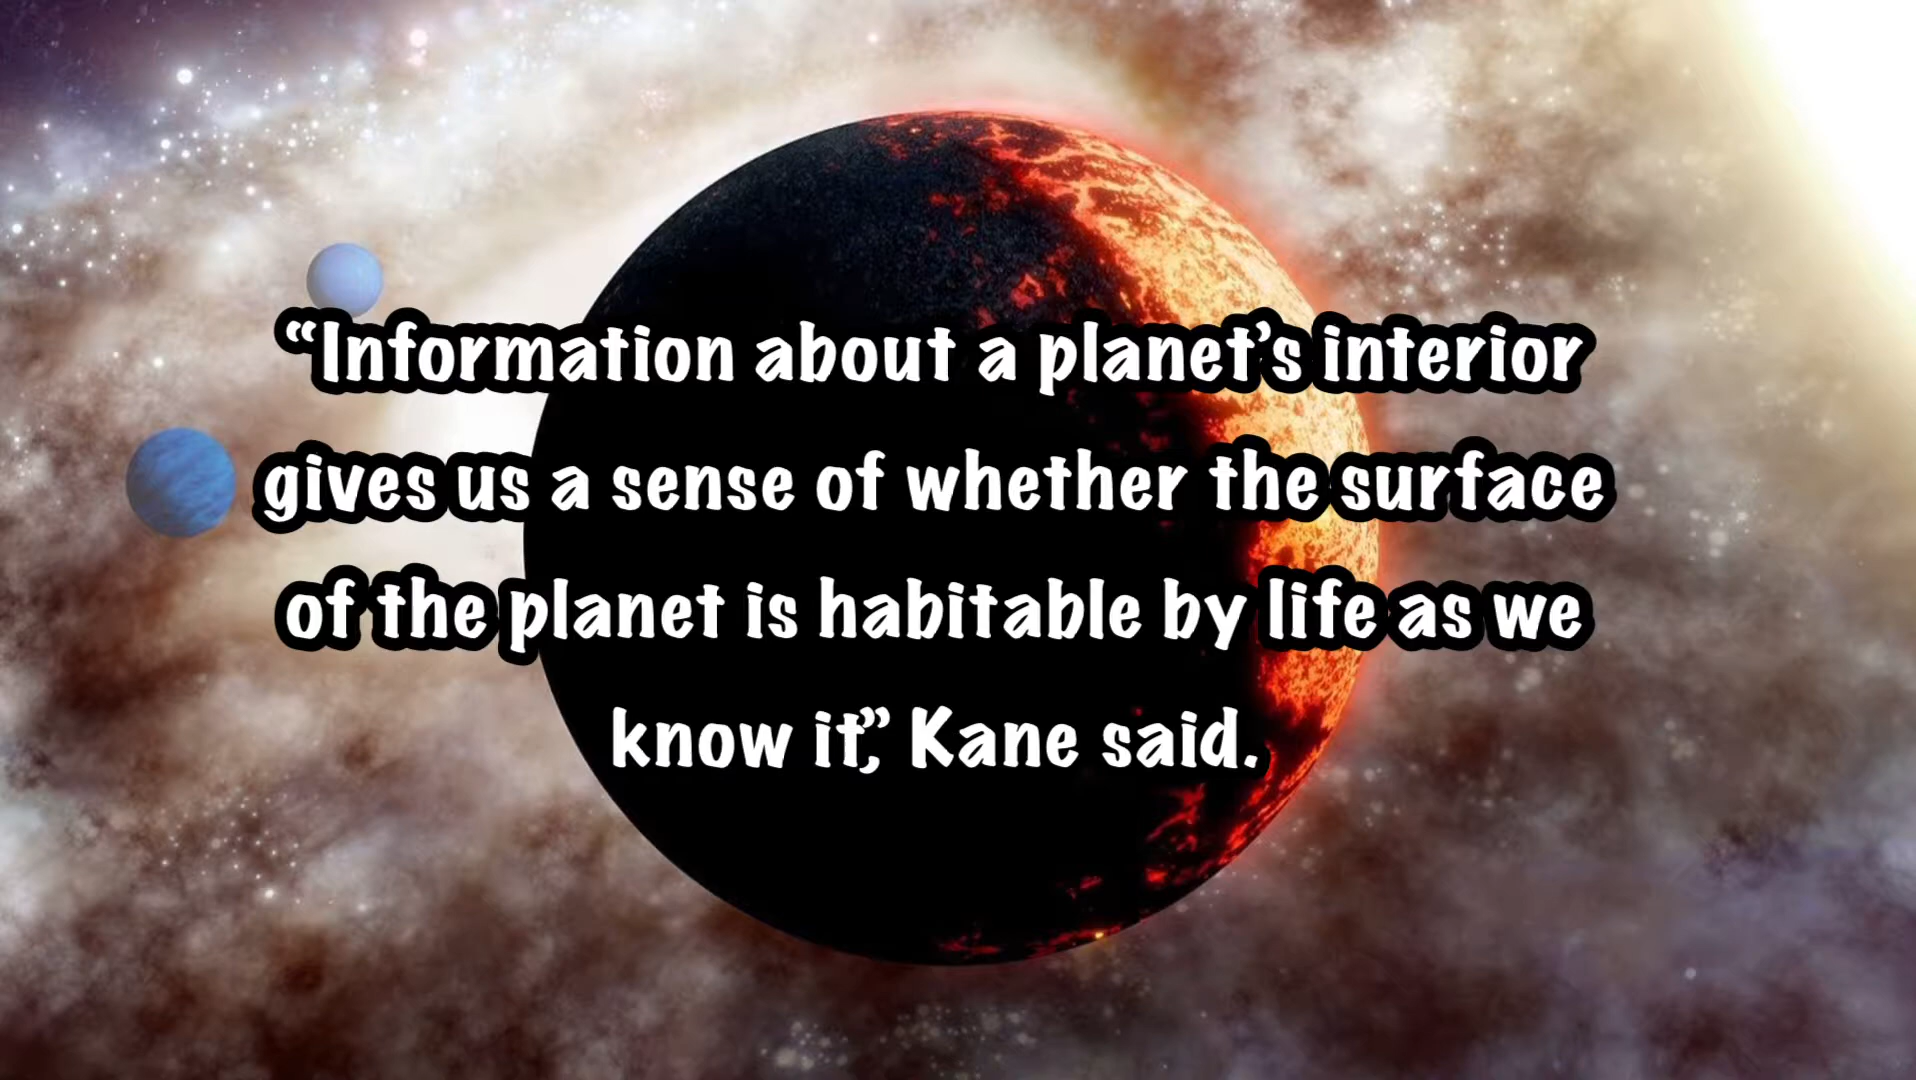 “Information about a planet’s interior
gives us a sense of whether the surface
of the planet is habitable by life as we
know it,” Kane said.